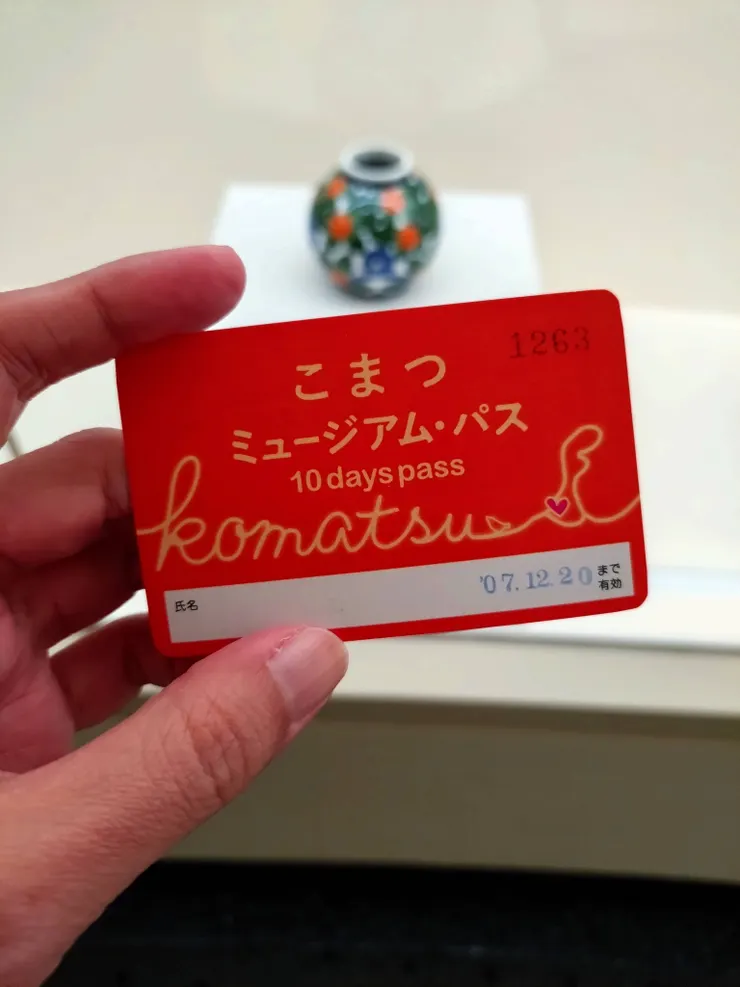 1263
こまつ
ミュージアム・パス
10 days pass
komatsu
氏名
'07.12.20 まで
有効